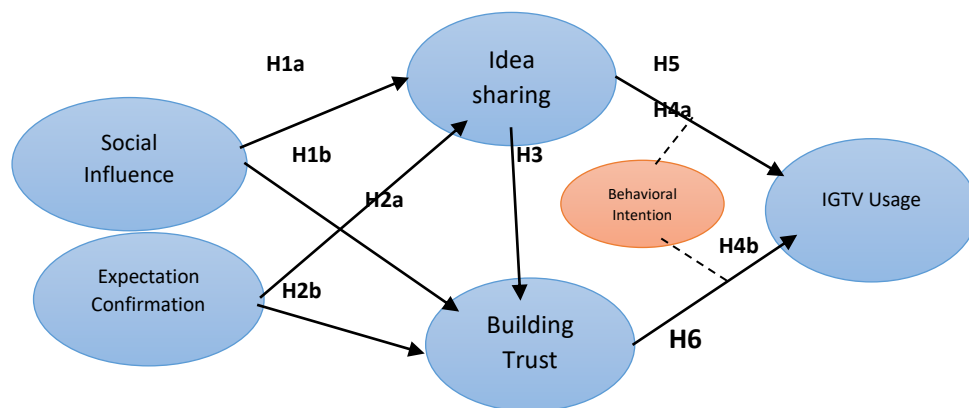 H1a
Idea
sharing
H5
H4a
Social
Influence
H1b
H3
H2a
Behavioral
Intention
IGTV Usage
H4b
Expectation
Confirmation
H2b
Building
Trust
H6